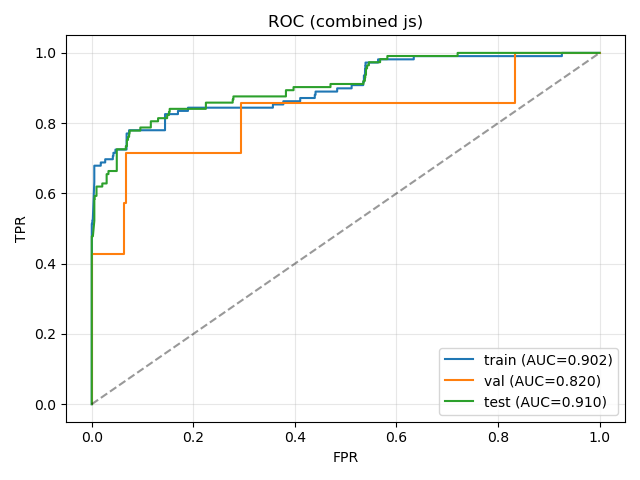 ROC (combined js)
1.0
0.8
0.6
0.4
0.2
0.0
TPR
train (AUC=0.902)
val (AUC=0.820)
test (AUC=0.910)
0.0 0.2 0.4 0.6 0.8 1.0
FPR